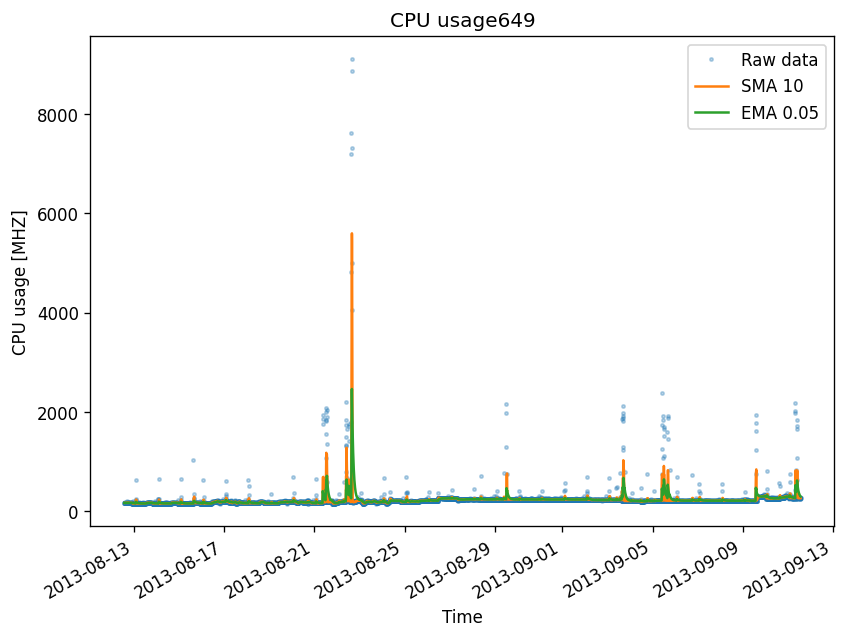 CPU usage649
Raw data
SMA 10
EMA 0.05
CPU usage [MHZ]
8000
6000
4000
2000
0
2013-08-13
2013-08-17
2013-08-21
2013-08-25
2013-08-29
2013-09-01
2013-09-05
2013-09-09
2013-09-13
Time